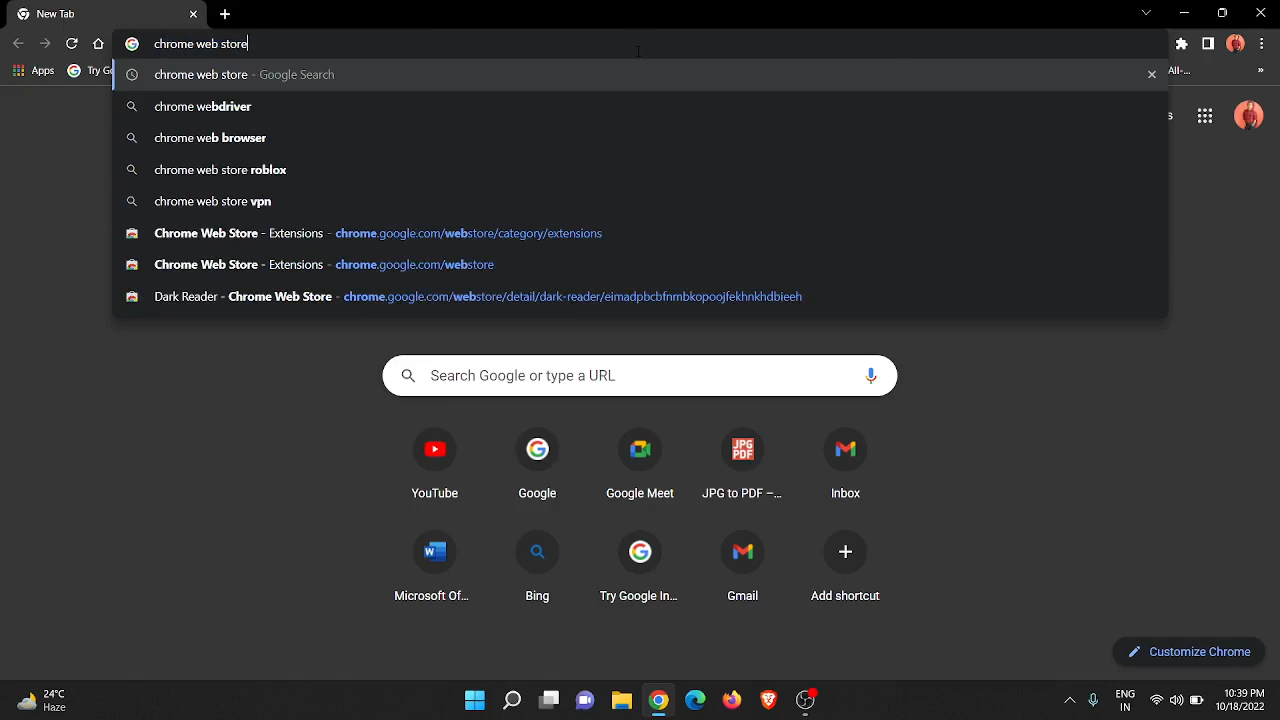 New Tab
chrome web store
Apps
Try G
All-...
»
chrome web store - Google Search
chrome webdriver
chrome web browser
chrome web store roblox
chrome web store vpn
Chrome Web Store - Extensions - chrome.google.com/webstore/category/extensions
Chrome Web Store - Extensions - chrome.google.com/webstore
Dark Reader - Chrome Web Store - chrome.google.com/webstore/detail/dark-reader/eimadpbcbfnmbkopoojfekhnkhdbieeh
s
Search Google or type a URL
JPG
PDF
YouTube
Google
Google Meet
JPG to PDF –...
Inbox
Microsoft Of...
Bing
Try Google In...
Gmail
Add shortcut
Customize Chrome
24°C
Haze
ENG
IN
10:39 PM
10/18/2022